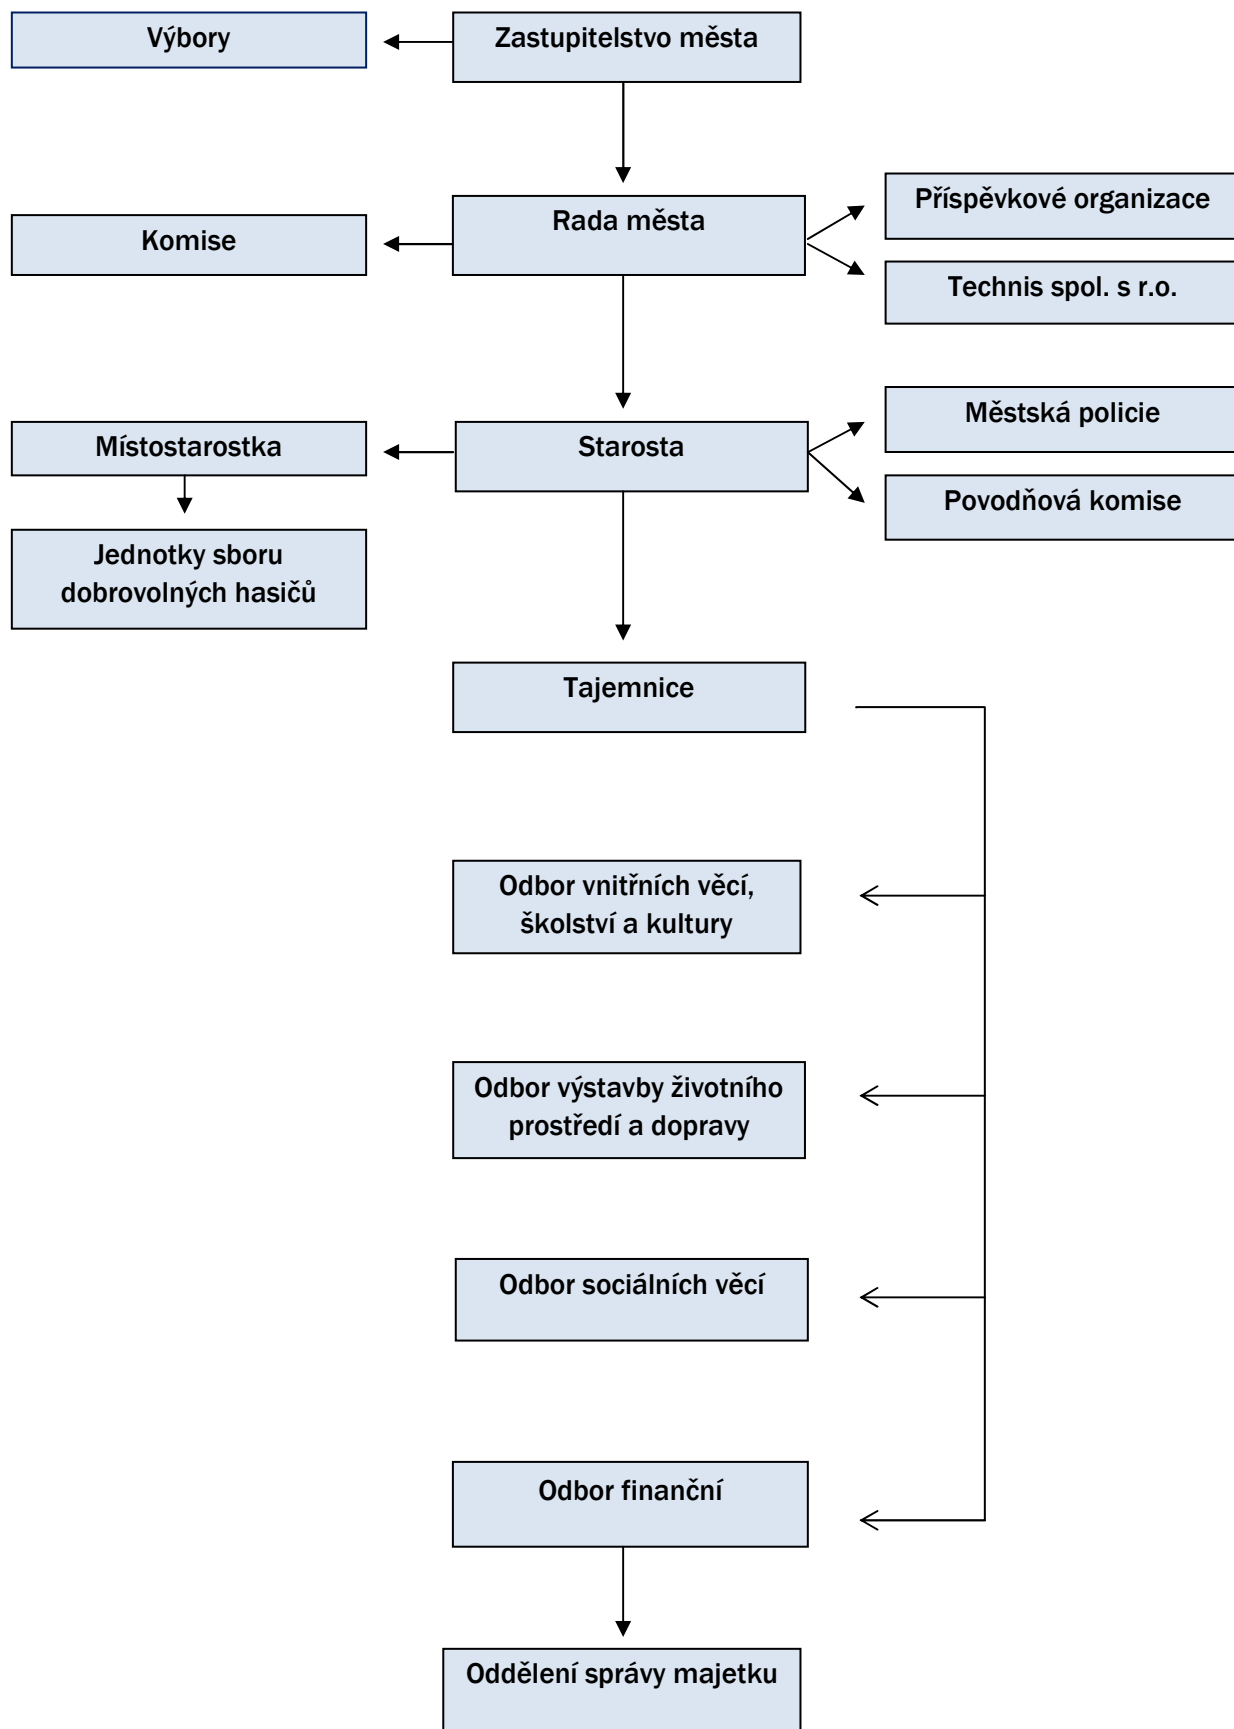 Výbory
Zastupitelstvo města
Rada města
Komise
Příspěvkové organizace
Technis spol. s r.o.
Místostarostka
Starosta
Městská policie
Povodňová komise
Jednotky sboru
dobrovolných hasičů
Tajemnice
Odbor vnitřních věcí,
školství a kultury
Odbor výstavby životního
prostředí a dopravy
Odbor sociálních věcí
Odbor finanční
Oddělení správy majetku